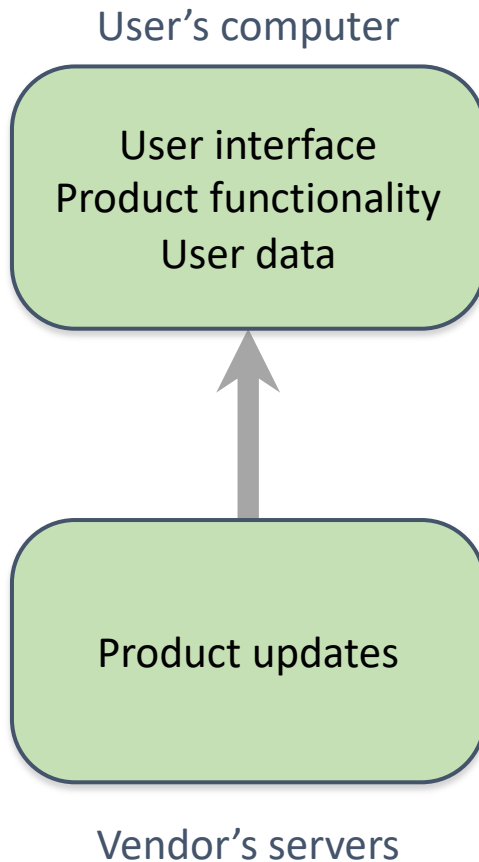 User’s computer
User interface
Product functionality
User data
Product updates
Vendor’s servers